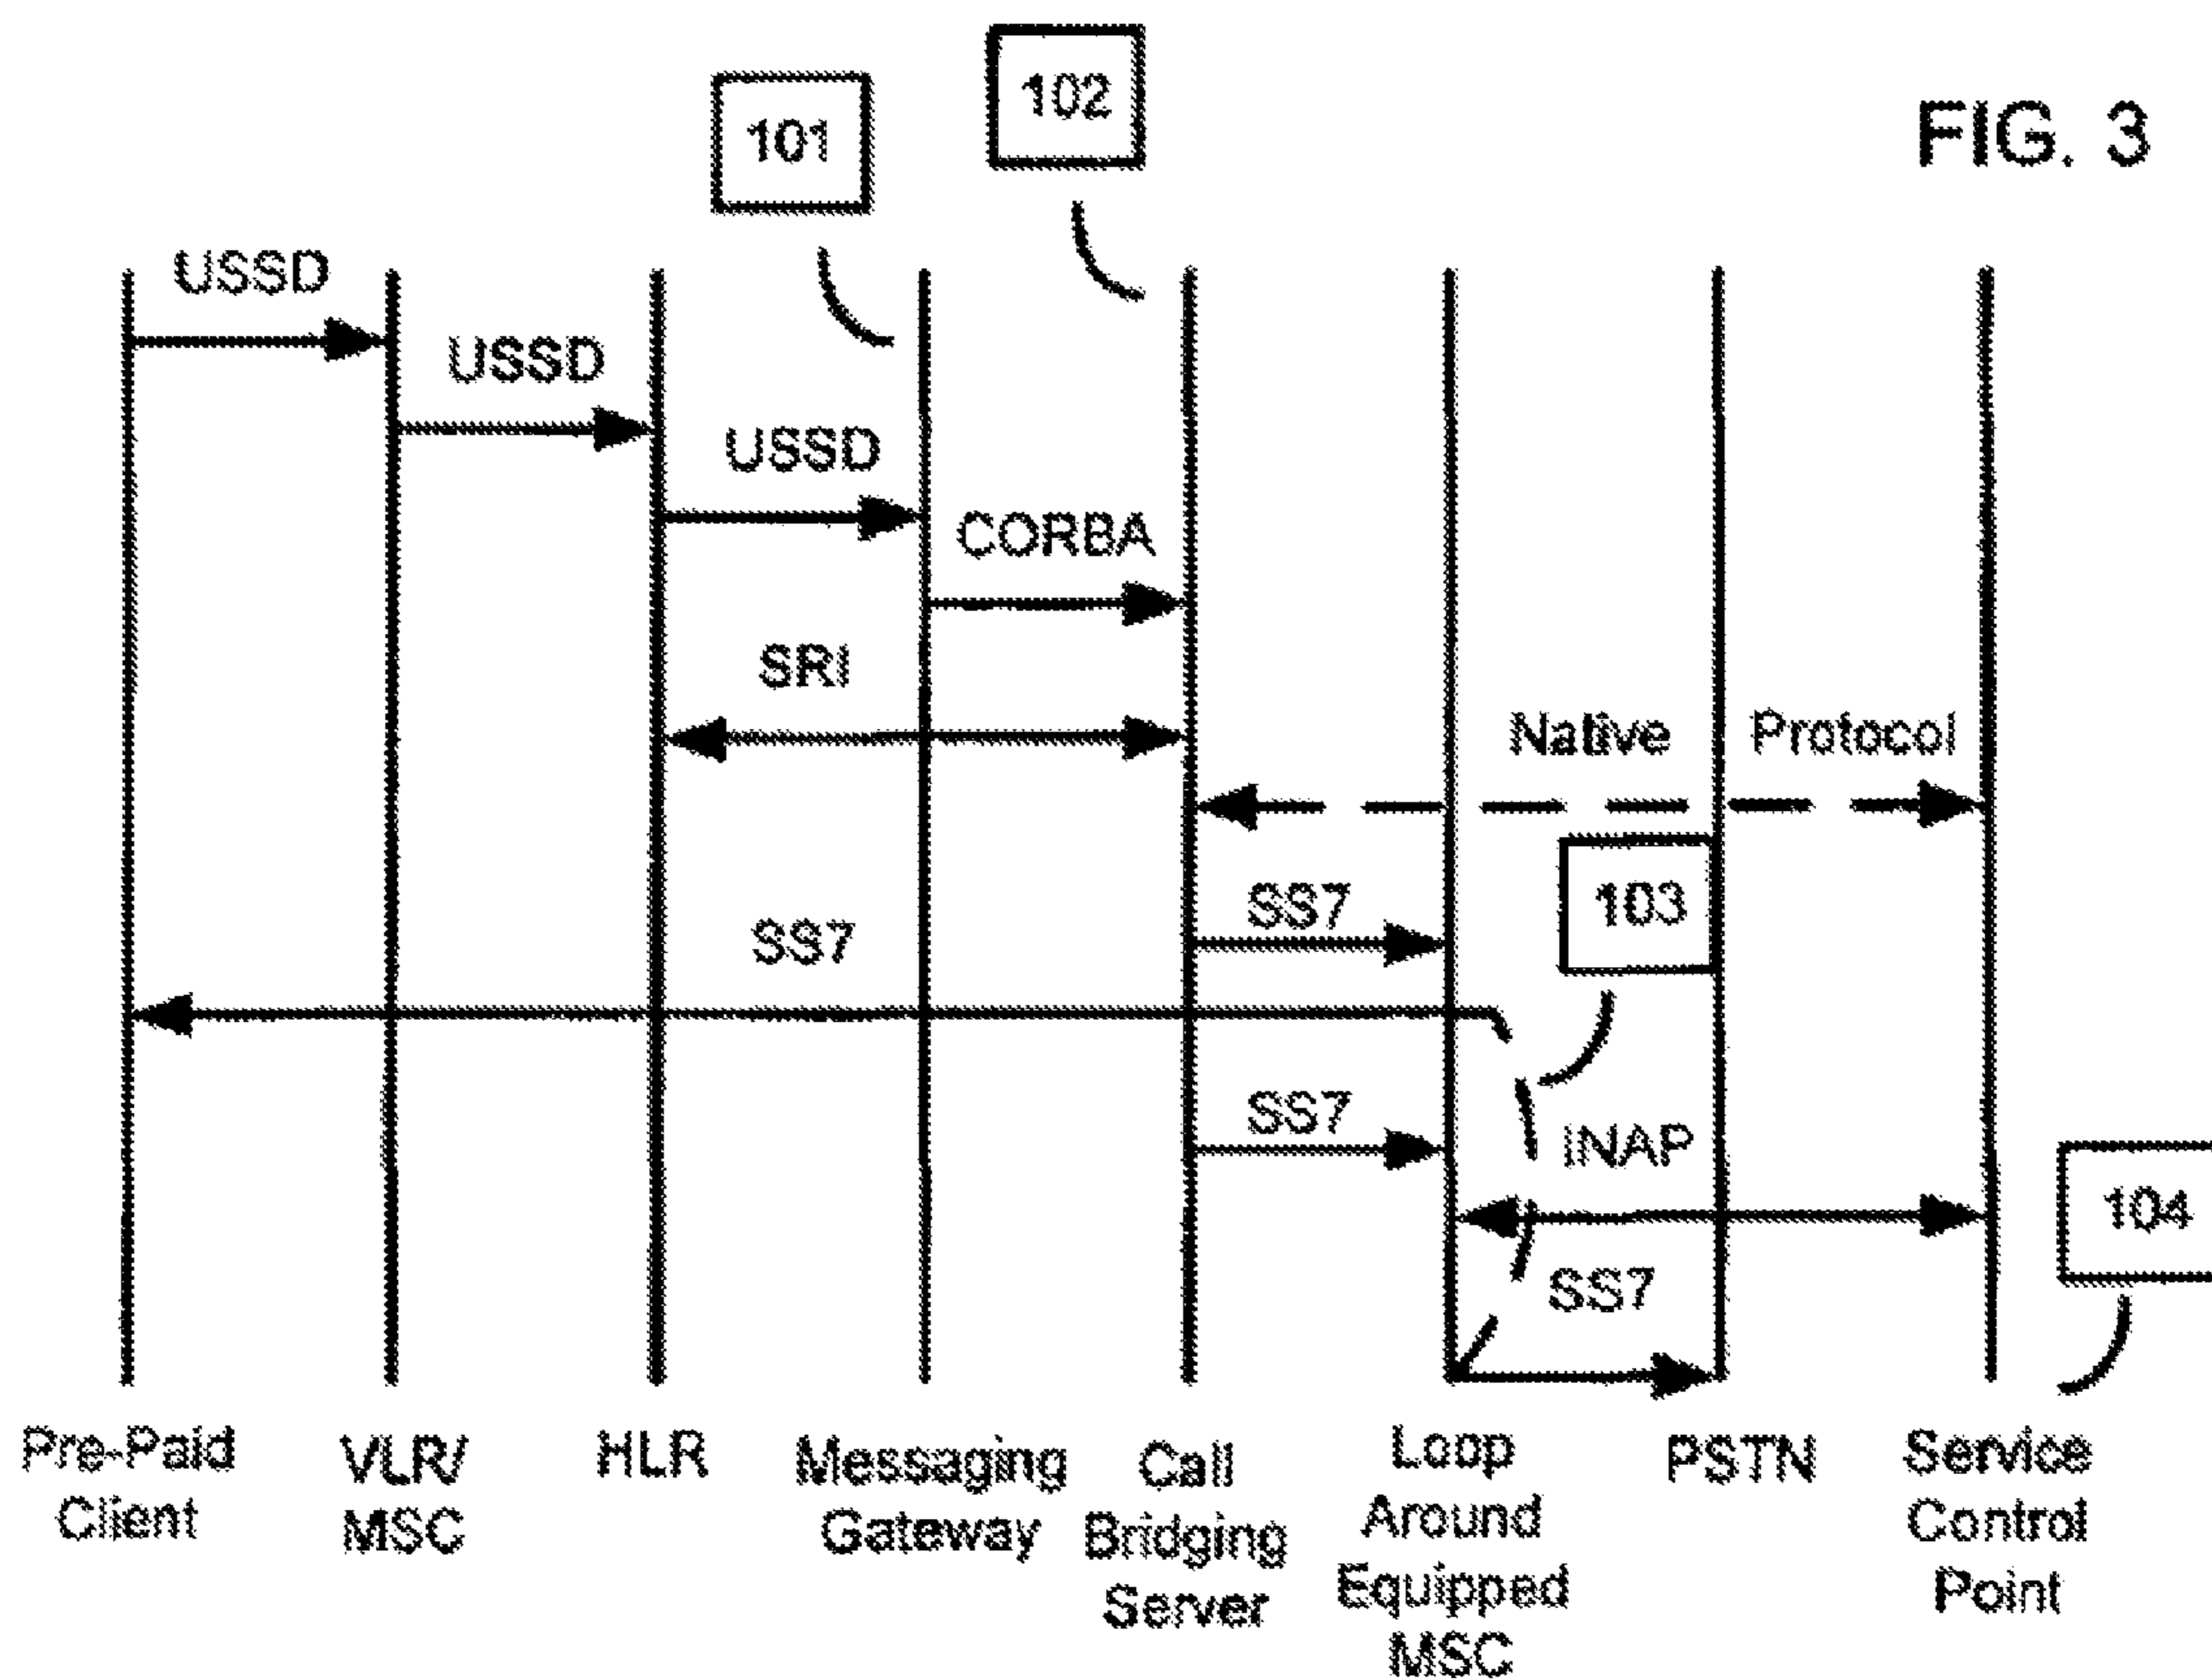 102
101
FIG. 3
USSD
USSD
USSD
CORBA
SRI
Native Protocol
103
SS7
SS7
SS7
INAP
104
SS7
Pre-Paid
Client
VLR/
MSC
HLR
Messaging
Gateway
Call
Bridging
Server
Loop
Around
Equipped
MSC
PSTN
Service
Control
Point